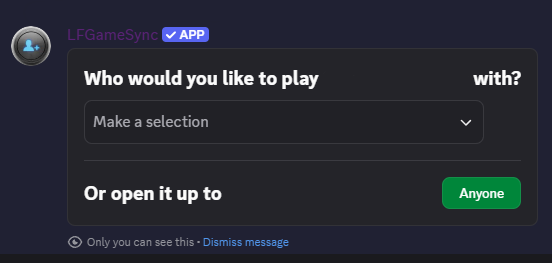 LFGameSync APP
Who would you like to play with?
Make a selection
Or open it up to Anyone
Only you can see this • Dismiss message